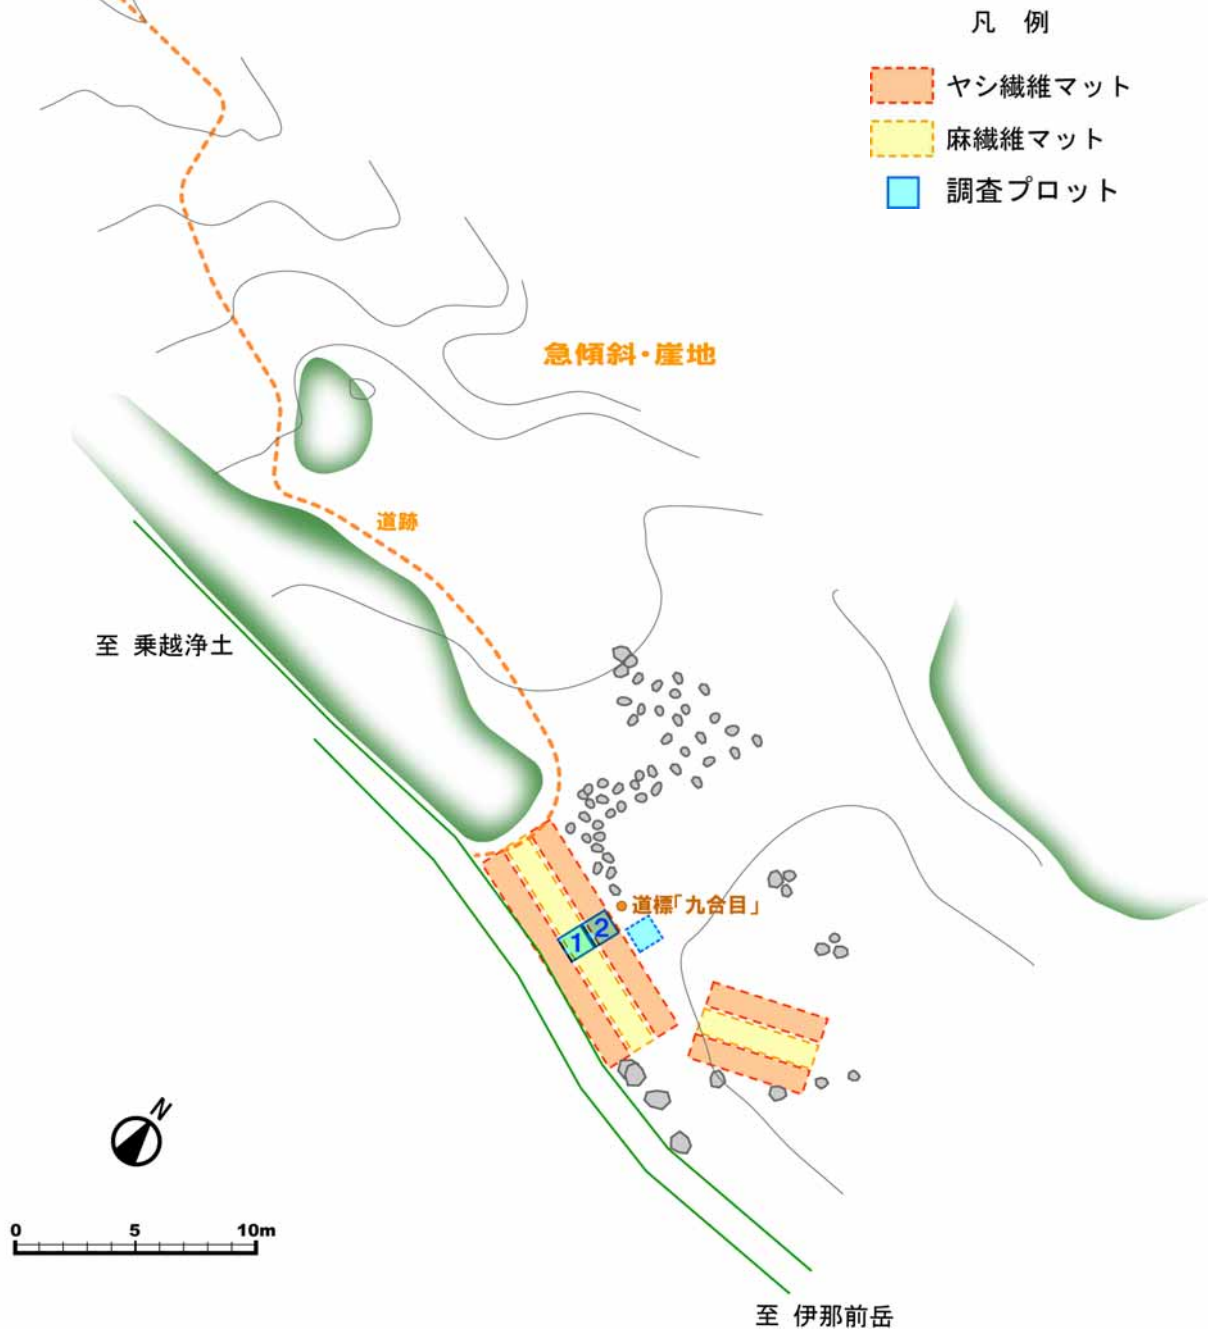 凡 例
ヤシ繊維マット
麻繊維マット
調査プロット
急傾斜・崖地
道跡
至 乗越浄土
道標「九合目」
1 2
N
0 5 10m
至 伊那前岳